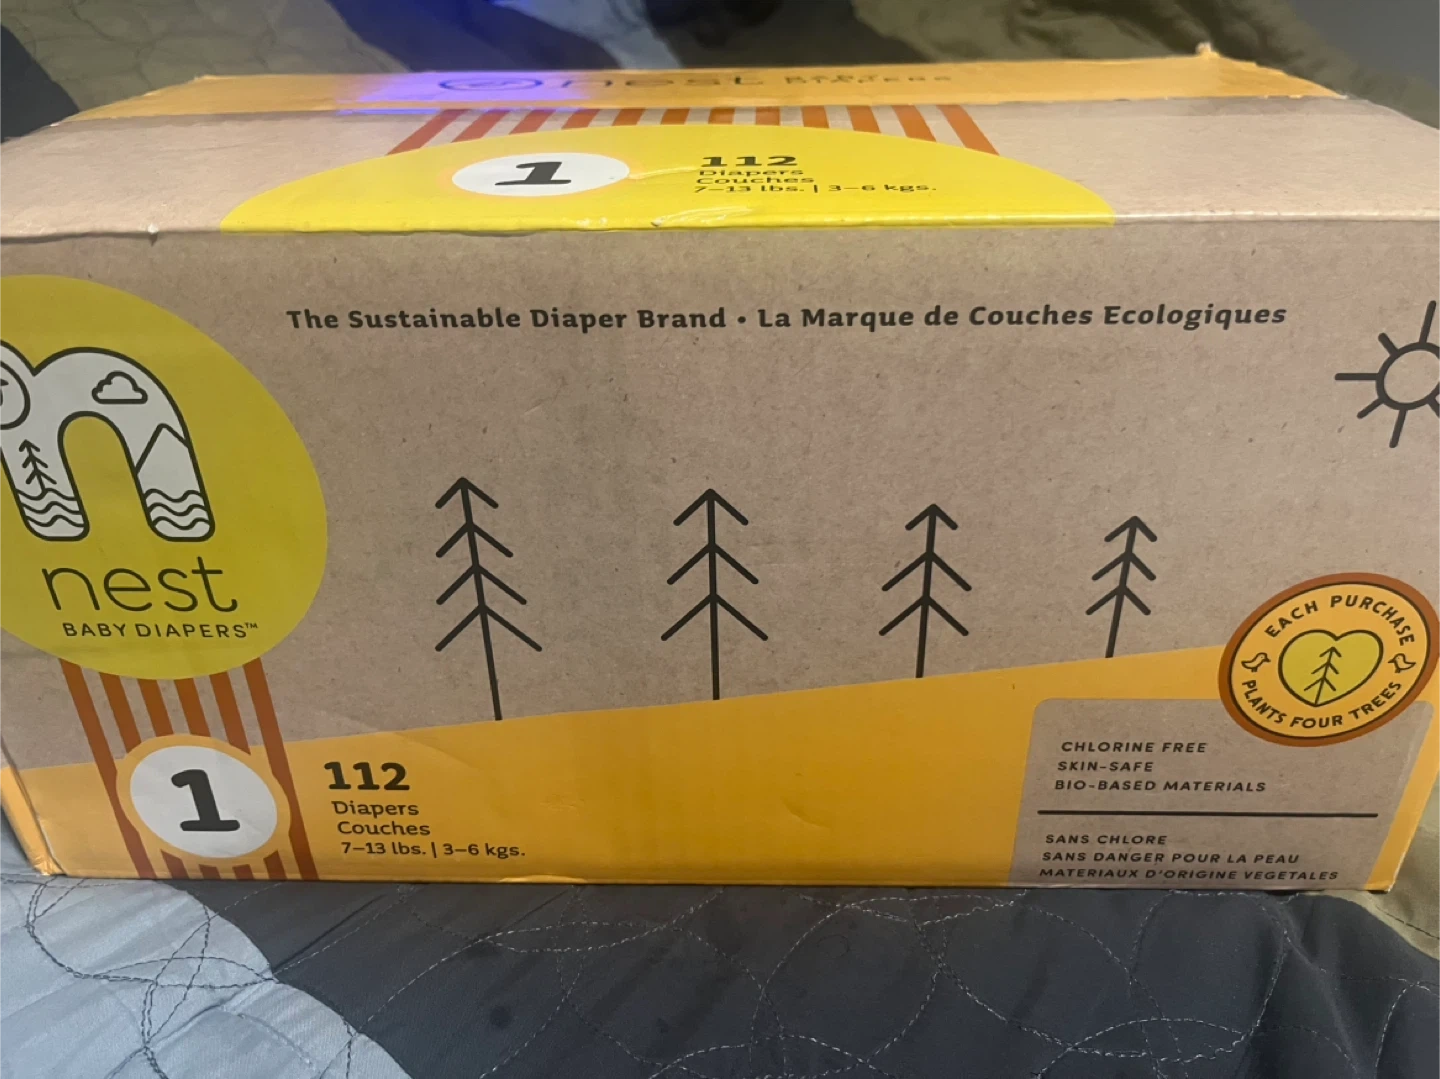 nest BABY DIAPERS
1
112
Diapers
Couches
7–13 lbs. | 3–6 kgs.
The Sustainable Diaper Brand • La Marque de Couches Ecologiques
n
nest
BABY DIAPERS™
EACH PURCHASE
PLANTS FOUR TREES
1
112
Diapers
Couches
7–13 lbs. | 3–6 kgs.
CHLORINE FREE
SKIN-SAFE
BIO-BASED MATERIALS
SANS CHLORE
SANS DANGER POUR LA PEAU
MATERIAUX D'ORIGINE VEGETALES